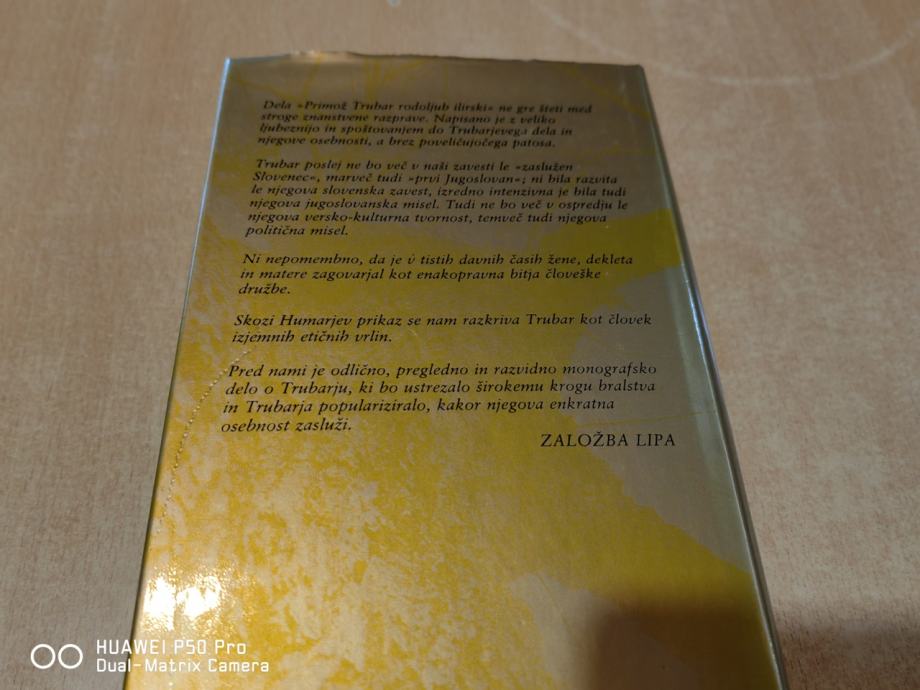 Dela »Primož Trubar rodoljub ilirski« ne gre šteti med
stroge znanstvene razprave. Napisano je z veliko
ljubeznijo in spoštovanjem do Trubarjevega dela in
njegove osebnosti, a brez poveličujočega patosa.
Trubar poslej ne bo več v naši zavesti le »zaslužen
Slovenec«, marveč tudi »prvi Jugoslovan«; ni bila razvita
le njegova slovenska zavest, izredno intenzivna je bila tudi
njegova jugoslovanska misel. Tudi ne bo več v ospredju le
njegova versko-kulturna tvornost, temveč tudi njegova
politična misel.
Ni nepomembno, da je v tistih davnih časih žene, dekleta
in matere zagovarjal kot enakopravna bitja človeške
družbe.
Skozi Humarjev prikaz se nam razkriva Trubar kot človek
izjemnih etičnih vrlin.
Pred nami je odlično, pregledno in razvidno monografsko
delo o Trubarju, ki bo ustrezalo širokemu krogu bralstva
in Trubarja populariziralo, kakor njegova enkratna
osebnost zasluži.
ZALOŽBA LIPA
HUAWEI P50 Pro
Dual-Matrix Camera